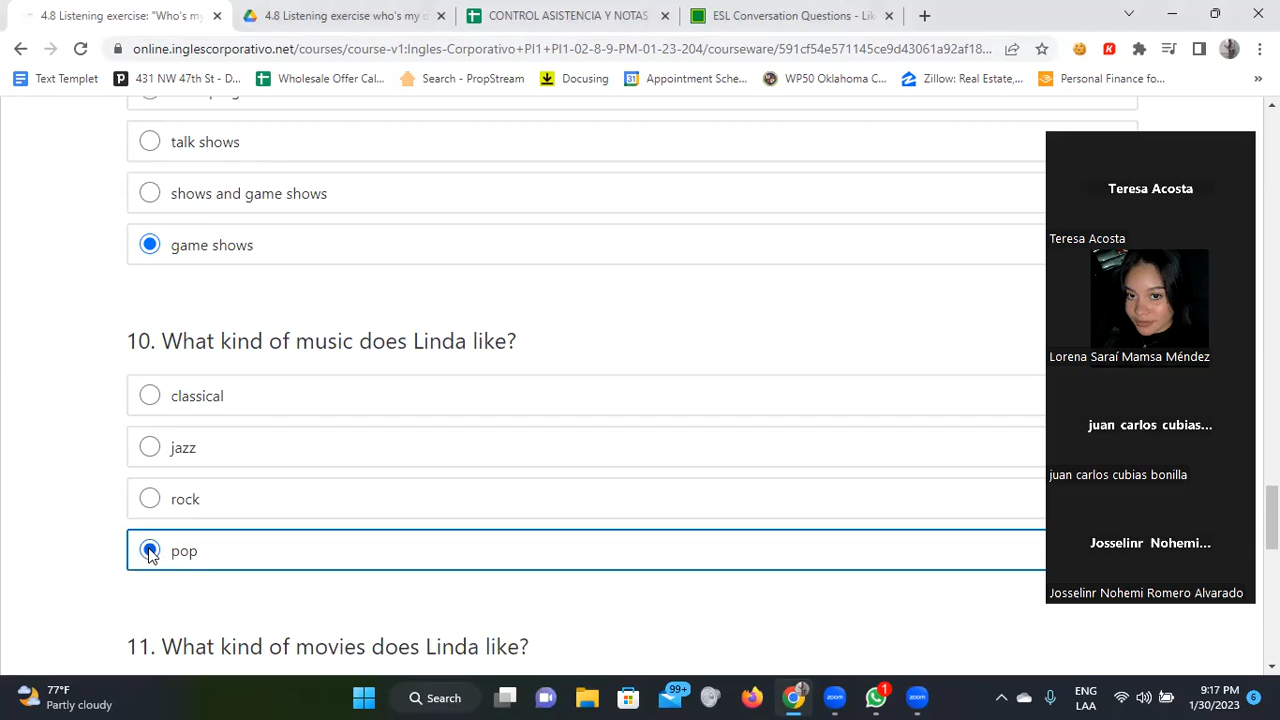 4.8 Listening exercise: "Who's my
4.8 Listening exercise who's my d
CONTROL ASISTENCIA Y NOTAS
ESL Conversation Questions - Lik
online.inglescorporativo.net/courses/course-v1:Ingles-Corporativo+PI1+PI1-02-8-9-PM-01-23-204/courseware/591cf54e571145ce9d43061a92af18...
Text Templet
431 NW 47th St - D...
Wholesale Offer Cal...
Search - PropStream
Docusing
Appointment Sche...
WP50 Oklahoma C...
Zillow: Real Estate,...
Personal Finance fo...
»
talk shows
shows and game shows
game shows
10. What kind of music does Linda like?
classical
jazz
rock
pop
11. What kind of movies does Linda like?
Teresa Acosta
Teresa Acosta
Lorena Saraí Mamsa Méndez
juan carlos cubias...
juan carlos cubias bonilla
Josselinr Nohemi...
Josselinr Nohemi Romero Alvarado
77°F
Partly cloudy
Search
99+
1
ENG
LAA
9:17 PM
1/30/2023
6